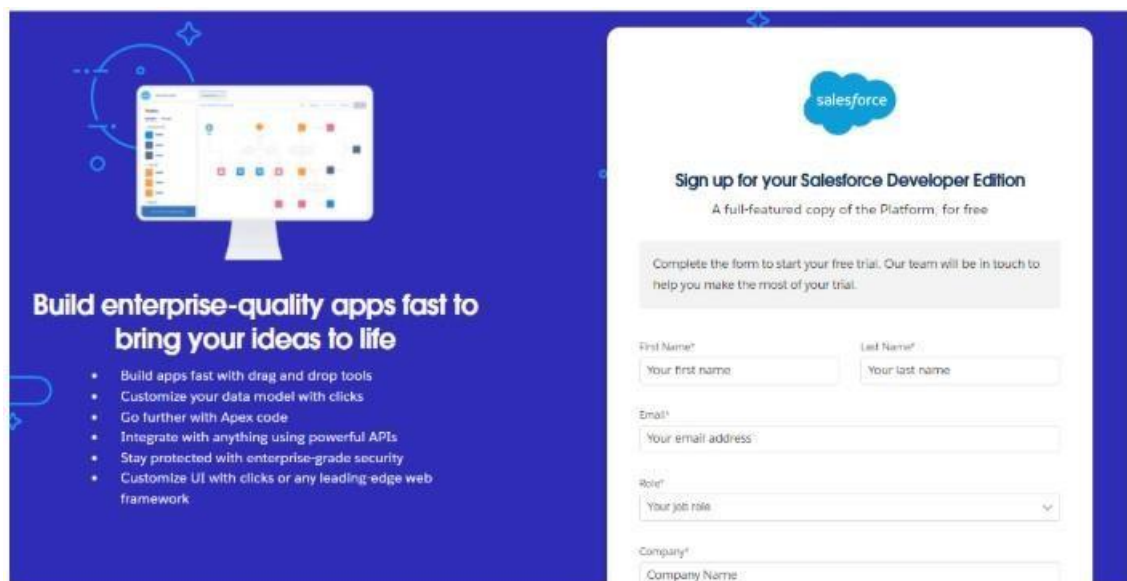 Build enterprise-quality apps fast to
bring your ideas to life
• Build apps fast with drag and drop tools
• Customize your data model with clicks
• Go further with Apex code
• Integrate with anything using powerful APIs
• Stay protected with enterprise-grade security
• Customize UI with clicks or any leading-edge web
framework
salesforce
Sign up for your Salesforce Developer Edition
A full-featured copy of the Platform, for free
Complete the form to start your free trial. Our team will be in touch to
help you make the most of your trial.
First Name* Last Name*
Your first name Your last name
Email*
Your email address
Role*
Your job role
Company*
Company Name